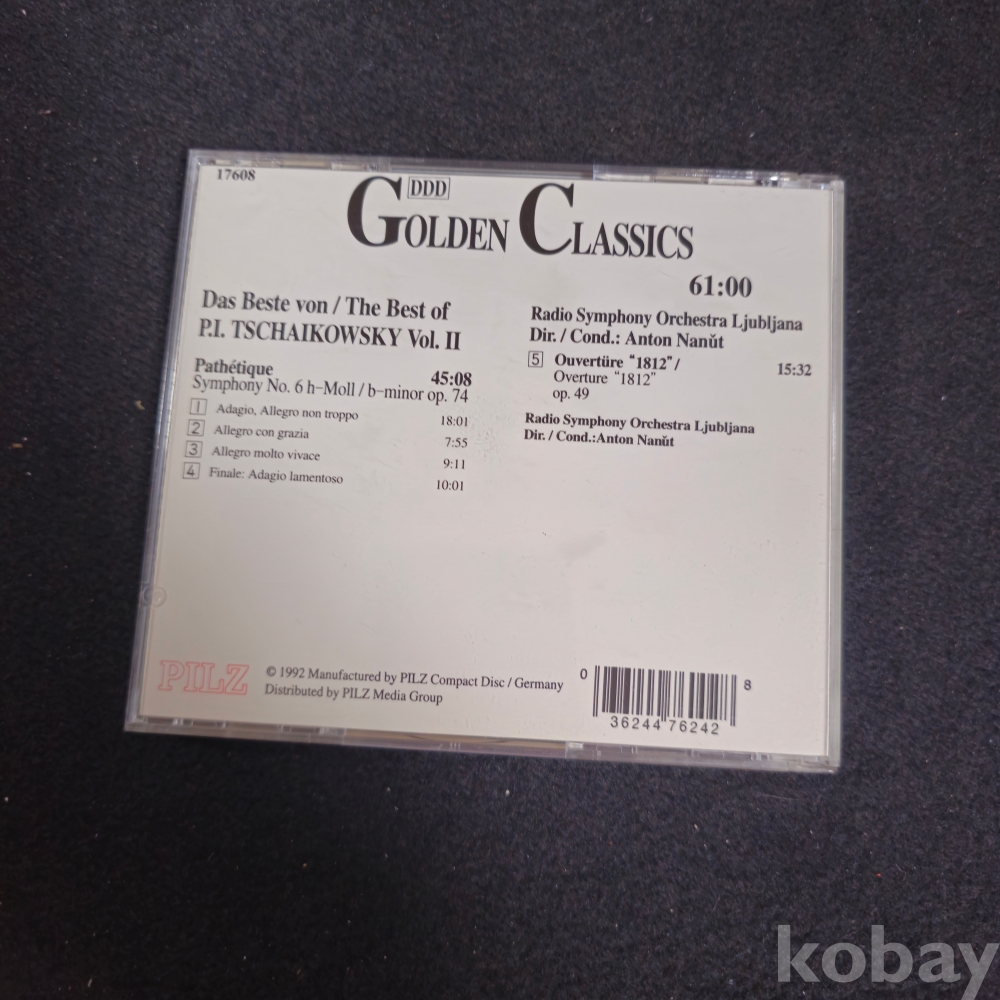 17608
DDD
GOLDEN CLASSICS
61:00
Das Beste von / The Best of
P.I. TSCHAIKOWSKY Vol. II
Pathétique 45:08
Symphony No. 6 h-Moll / b-minor op. 74
1 Adagio, Allegro non troppo 18:01
2 Allegro con grazia 7:55
3 Allegro molto vivace 9:11
4 Finale: Adagio lamentoso 10:01
Radio Symphony Orchestra Ljubljana
Dir. / Cond.: Anton Nanŭt
5 Ouvertüre "1812" / 15:32
Overture "1812"
op. 49
Radio Symphony Orchestra Ljubljana
Dir. / Cond.:Anton Nanŭt
PILZ
© 1992 Manufactured by PILZ Compact Disc / Germany
Distributed by PILZ Media Group
0 36244 76242 8
kobay